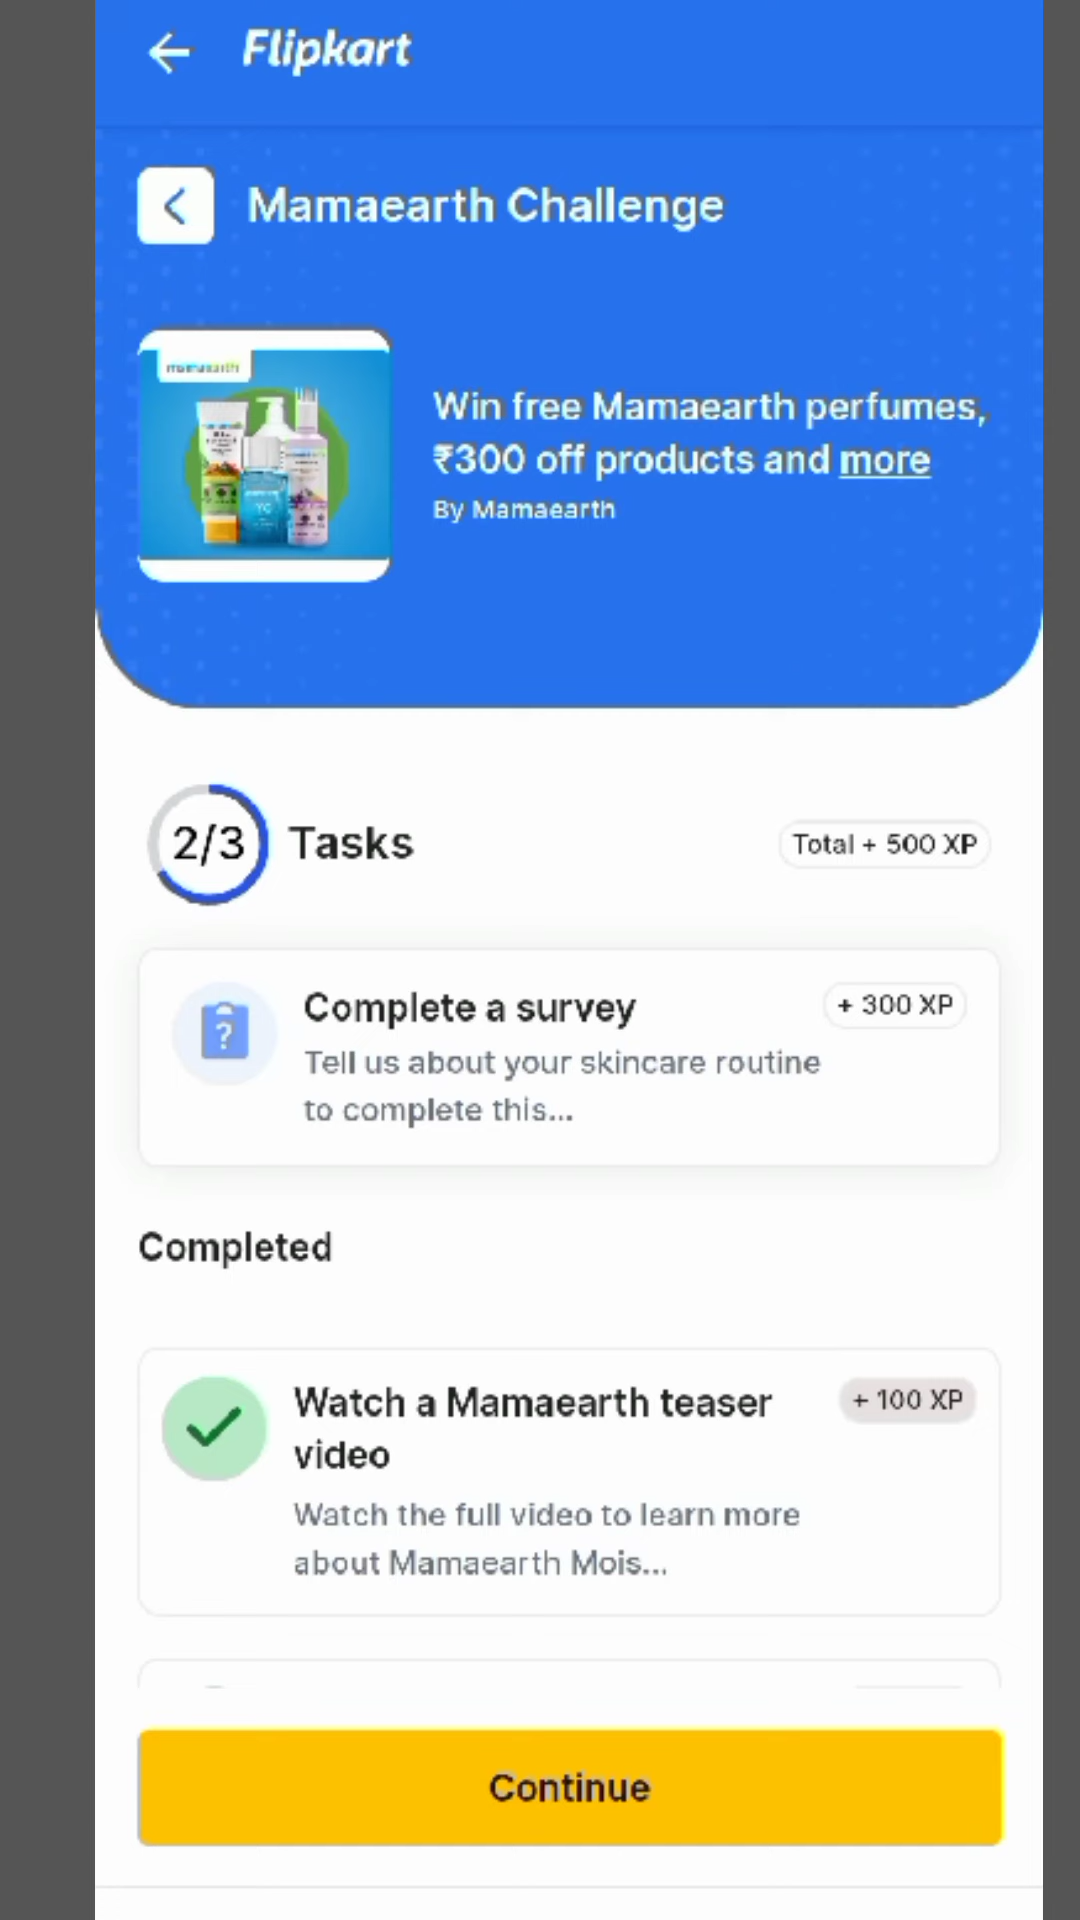 Flipkart
Mamaearth Challenge
mamaearth
Win free Mamaearth perfumes,
₹300 off products and more
By Mamaearth
2/3 Tasks
Total + 500 XP
Complete a survey
+ 300 XP
Tell us about your skincare routine
to complete this...
Completed
Watch a Mamaearth teaser
video
+ 100 XP
Watch the full video to learn more
about Mamaearth Mois...
Continue